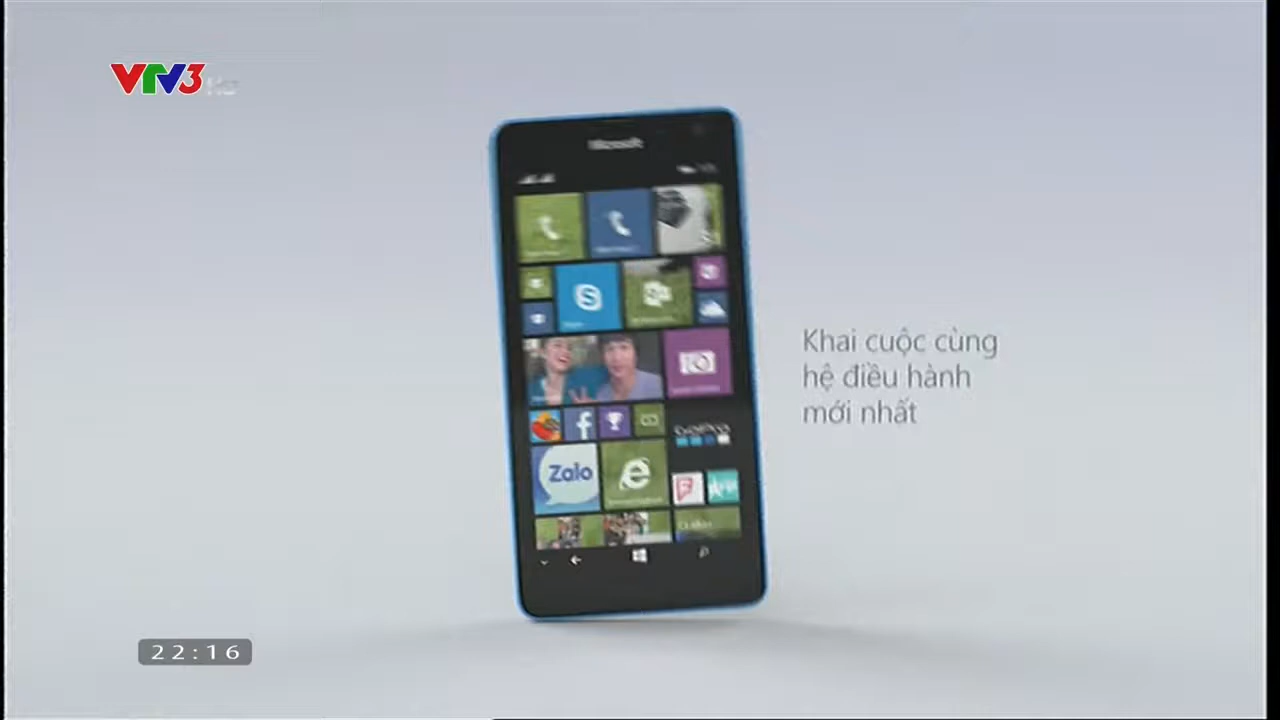 VTV3
Microsoft
Khai cuộc cùng
hệ điều hành
mới nhất
Zalo
22:16